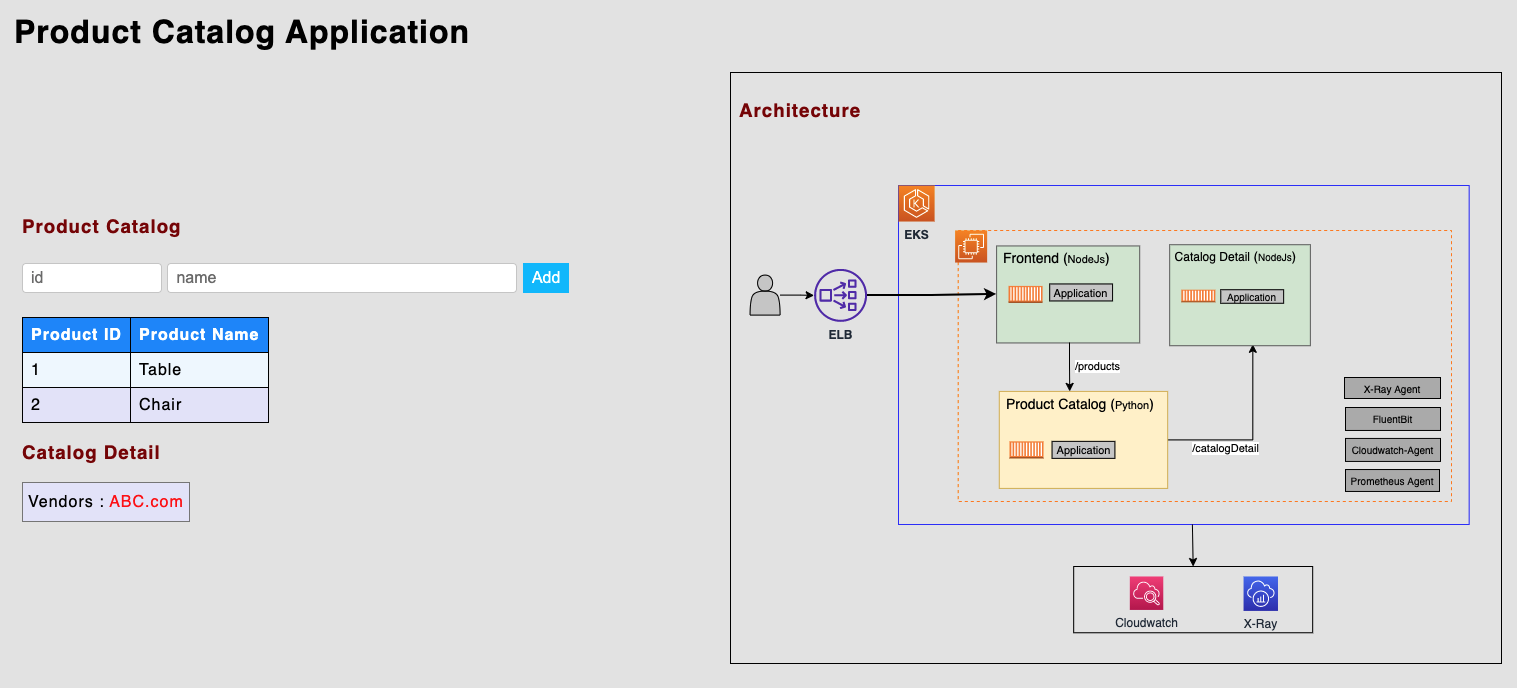 Product Catalog Application
Product Catalog
id name Add
Product ID Product Name
1 Table
2 Chair
Catalog Detail
Vendors : ABC.com
Architecture
EKS
ELB
Frontend (NodeJs)
Application
Catalog Detail (NodeJs)
Application
/products
Product Catalog (Python)
Application
/catalogDetail
X-Ray Agent
FluentBit
Cloudwatch-Agent
Prometheus Agent
Cloudwatch
X-Ray